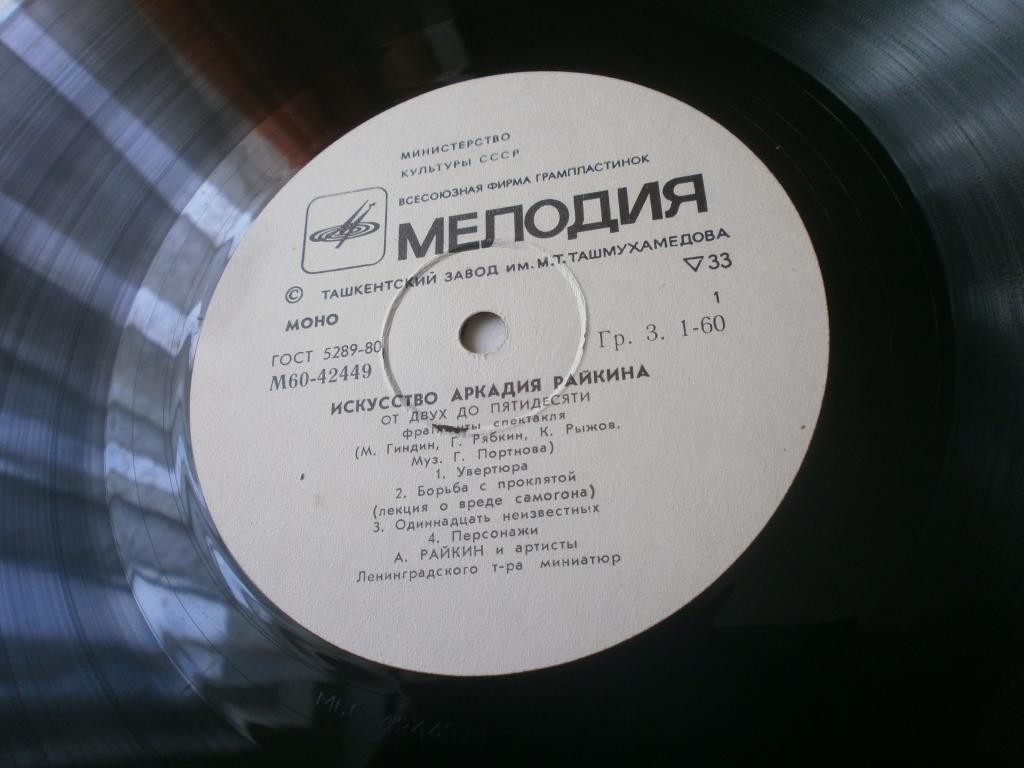 МИНИСТЕРСТВО
КУЛЬТУРЫ СССР
ВСЕСОЮЗНАЯ ФИРМА ГРАМПЛАСТИНОК
МЕЛОДИЯ
© ТАШКЕНТСКИЙ ЗАВОД ИМ. М.Т. ТАШМУХАМЕДОВА
МОНО
▽33
ГОСТ 5289-80
1
М60-42449
Гр. 3. 1-60
ИСКУССТВО АРКАДИЯ РАЙКИНА
ОТ ДВУХ ДО ПЯТИДЕСЯТИ
фрагменты спектакля
(М. Гиндин, Г. Рябкин, К. Рыжов.
Муз. Г. Портнова)
1. Увертюра
2. Борьба с проклятой
(лекция о вреде самогона)
3. Одиннадцать неизвестных
4. Персонажи
А. РАЙКИН и артисты
Ленинградского т-ра миниатюр